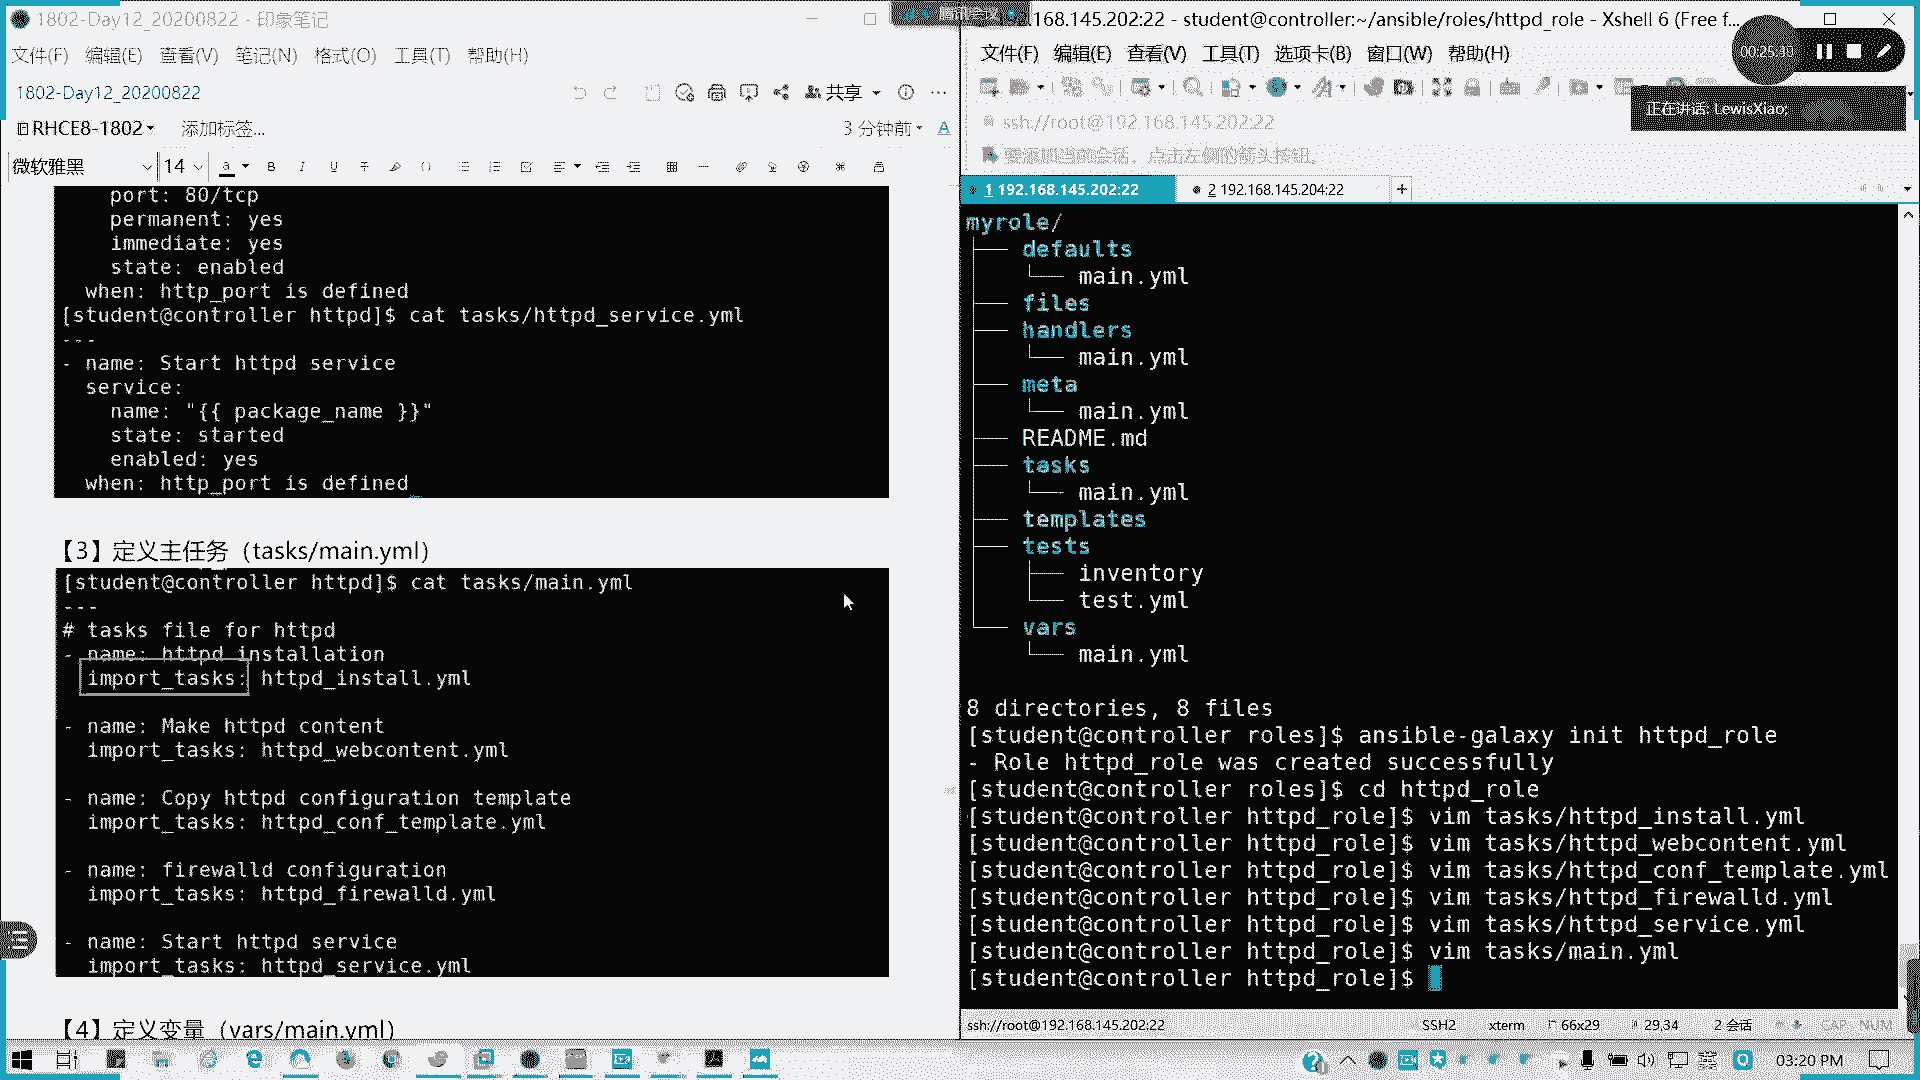 1802-Day12_20200822 - 印象笔记
文件(F) 编辑(E) 查看(V) 笔记(N) 格式(O) 工具(T) 帮助(H)
1802-Day12_20200822
共享
RHCE8-1802
添加标签...
3 分钟前
微软雅黑
14
port: 80/tcp
permanent: yes
immediate: yes
state: enabled
when: http_port is defined
[student@controller httpd]$ cat tasks/httpd_service.yml
---
- name: Start httpd service
service:
name: "{{ package_name }}"
state: started
enabled: yes
when: http_port is defined
【3】定义主任务（tasks/main.yml）
[student@controller httpd]$ cat tasks/main.yml
---
# tasks file for httpd
- name: httpd installation
import_tasks: httpd_install.yml
- name: Make httpd content
import_tasks: httpd_webcontent.yml
- name: Copy httpd configuration template
import_tasks: httpd_conf_template.yml
- name: firewalld configuration
import_tasks: httpd_firewalld.yml
- name: Start httpd service
import_tasks: httpd_service.yml
【4】定义变量（vars/main.yml）
腾讯会议
.168.145.202:22 - student@controller:~/ansible/roles/httpd_role - Xshell 6 (Free f...
文件(F) 编辑(E) 查看(V) 工具(T) 选项卡(B) 窗口(W) 帮助(H)
00:25:30
正在讲话: LewisXiao;
ssh://root@192.168.145.202:22
要添加当前会话，点击左侧的箭头按钮。
1 192.168.145.202:22
2 192.168.145.204:22
myrole/
├── defaults
│   └── main.yml
├── files
├── handlers
│   └── main.yml
├── meta
│   └── main.yml
├── README.md
├── tasks
│   └── main.yml
├── templates
├── tests
│   ├── inventory
│   └── test.yml
└── vars
    └── main.yml
8 directories, 8 files
[student@controller roles]$ ansible-galaxy init httpd_role
- Role httpd_role was created successfully
[student@controller roles]$ cd httpd_role
[student@controller httpd_role]$ vim tasks/httpd_install.yml
[student@controller httpd_role]$ vim tasks/httpd_webcontent.yml
[student@controller httpd_role]$ vim tasks/httpd_conf_template.yml
[student@controller httpd_role]$ vim tasks/httpd_firewalld.yml
[student@controller httpd_role]$ vim tasks/httpd_service.yml
[student@controller httpd_role]$ vim tasks/main.yml
[student@controller httpd_role]$
ssh://root@192.168.145.202:22
SSH2
xterm
66x29
29,34
2 会话
CAP NUM
英
03:20 PM